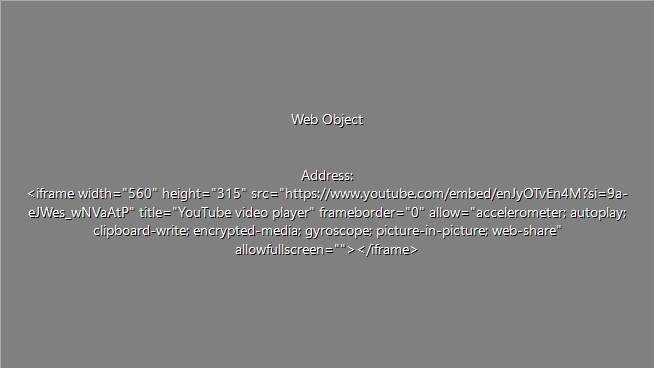 Web Object
Address:
<iframe width="560" height="315" src="https://www.youtube.com/embed/enJyOTvEn4M?si=9a-
eJWes_wNVaAtP" title="YouTube video player" frameborder="0" allow="accelerometer; autoplay;
clipboard-write; encrypted-media; gyroscope; picture-in-picture; web-share"
allowfullscreen=""></iframe>